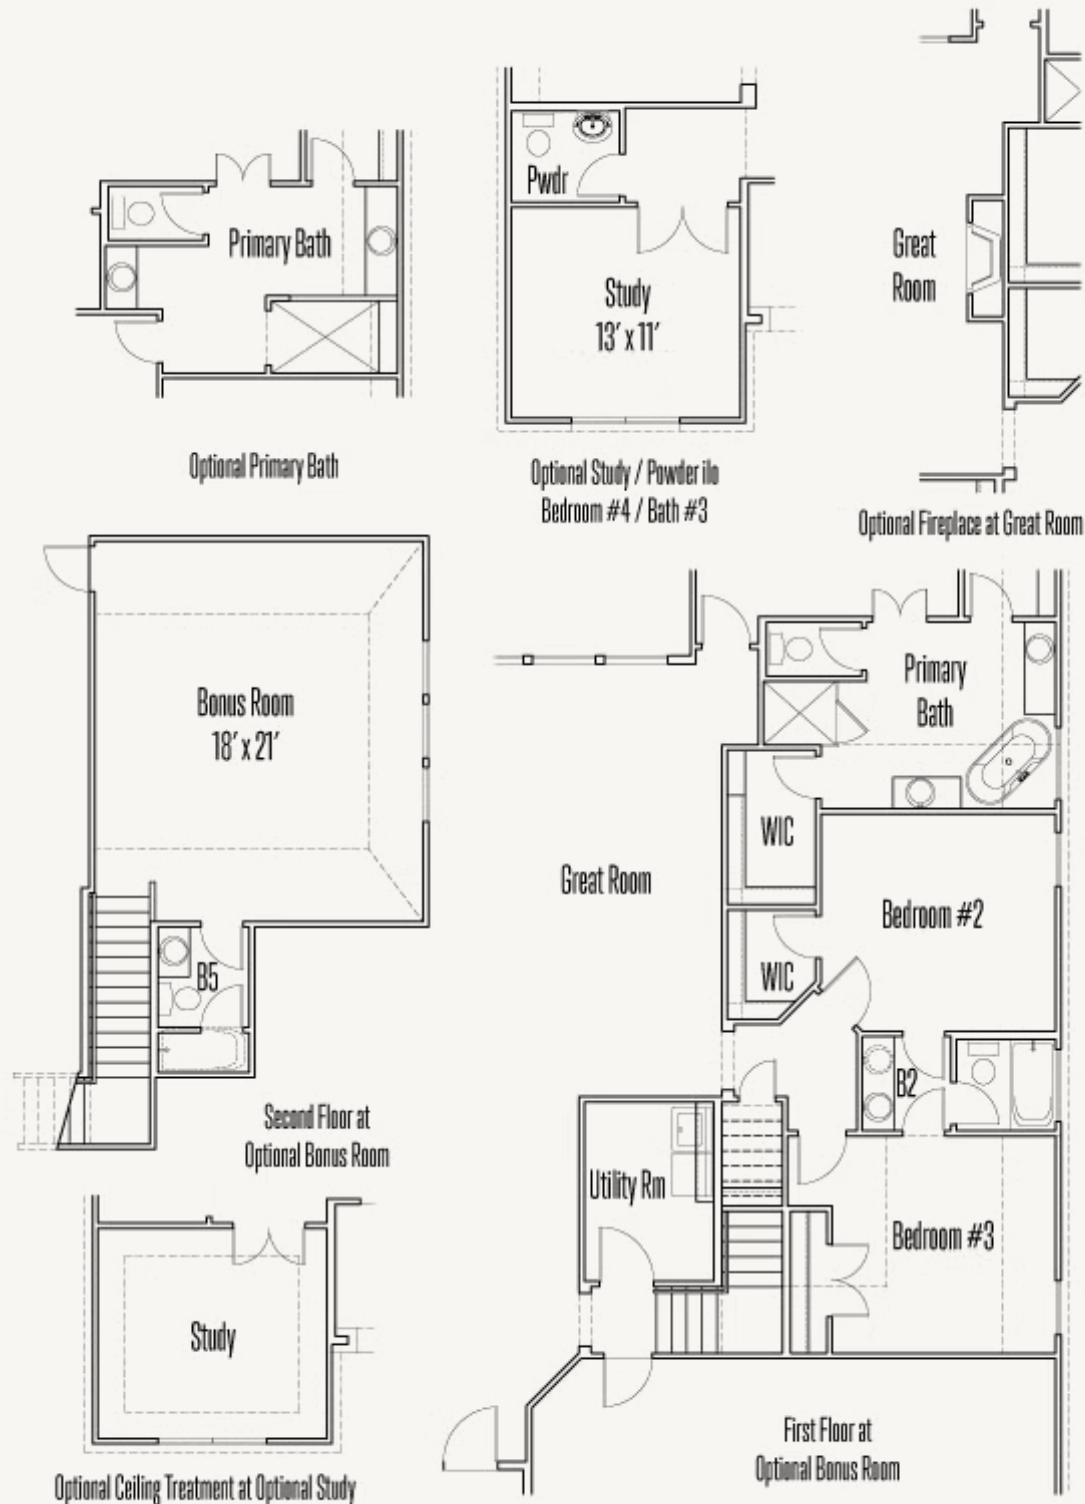 Primary Bath
Optional Primary Bath
Pwdr
Study
13' x 11'
Optional Study / Powder ilo
Bedroom #4 / Bath #3
Great
Room
Optional Fireplace at Great Room
Bonus Room
18' x 21'
B5
Second Floor at
Optional Bonus Room
Study
Optional Ceiling Treatment at Optional Study
Primary
Bath
WIC
Great Room
Bedroom #2
WIC
B2
Utility Rm
Bedroom #3
First Floor at
Optional Bonus Room